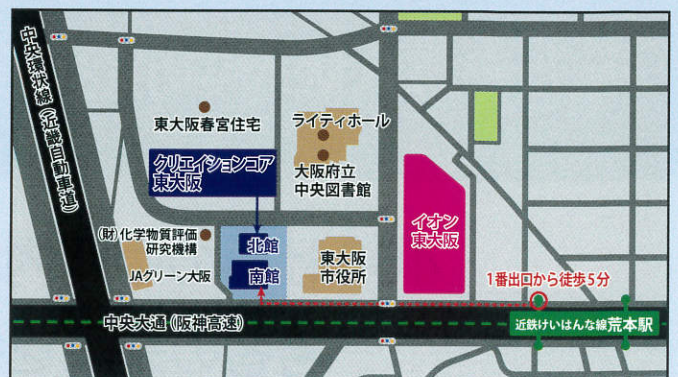 中央環状線(近畿自動車道)
東大阪春宮住宅
ライティホール
クリエイションコア
東大阪
大阪府立
中央図書館
イオン
東大阪
(財)化学物質評価
研究機構
北館
JAグリーン大阪
南館
東大阪
市役所
1番出口から徒歩5分
中央大通(阪神高速)
近鉄けいはんな線荒本駅